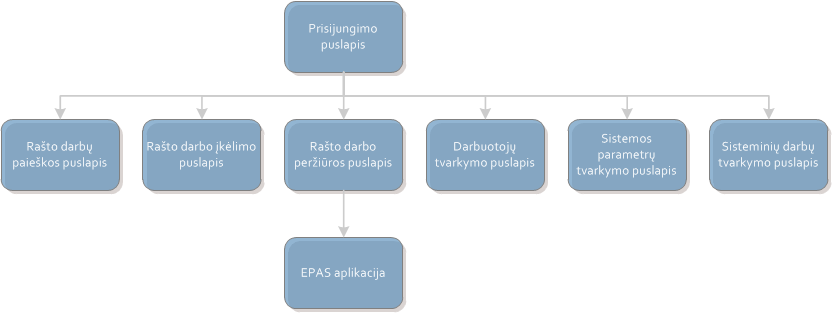 Prisijungimo
puslapis
Rašto darbų
paieškos puslapis
Rašto darbo įkėlimo
puslapis
Rašto darbo
peržiūros puslapis
Darbuotojų
tvarkymo puslapis
Sistemos
parametrų
tvarkymo puslapis
Sisteminių darbų
tvarkymo puslapis
EPAS aplikacija